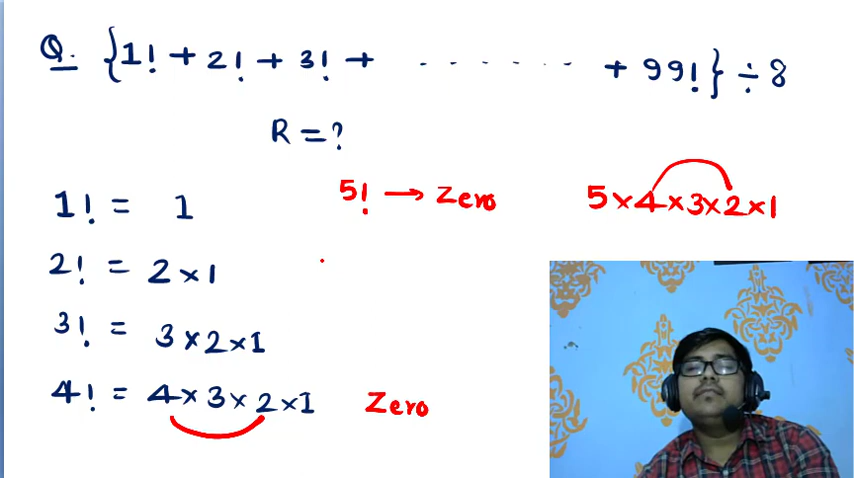 Q. {1! + 2! + 3! + ........ + 99!} ÷ 8
R = ?
1! = 1
5! → Zero
5×4×3×2×1
2! = 2×1
3! = 3×2×1
4! = 4×3×2×1 Zero